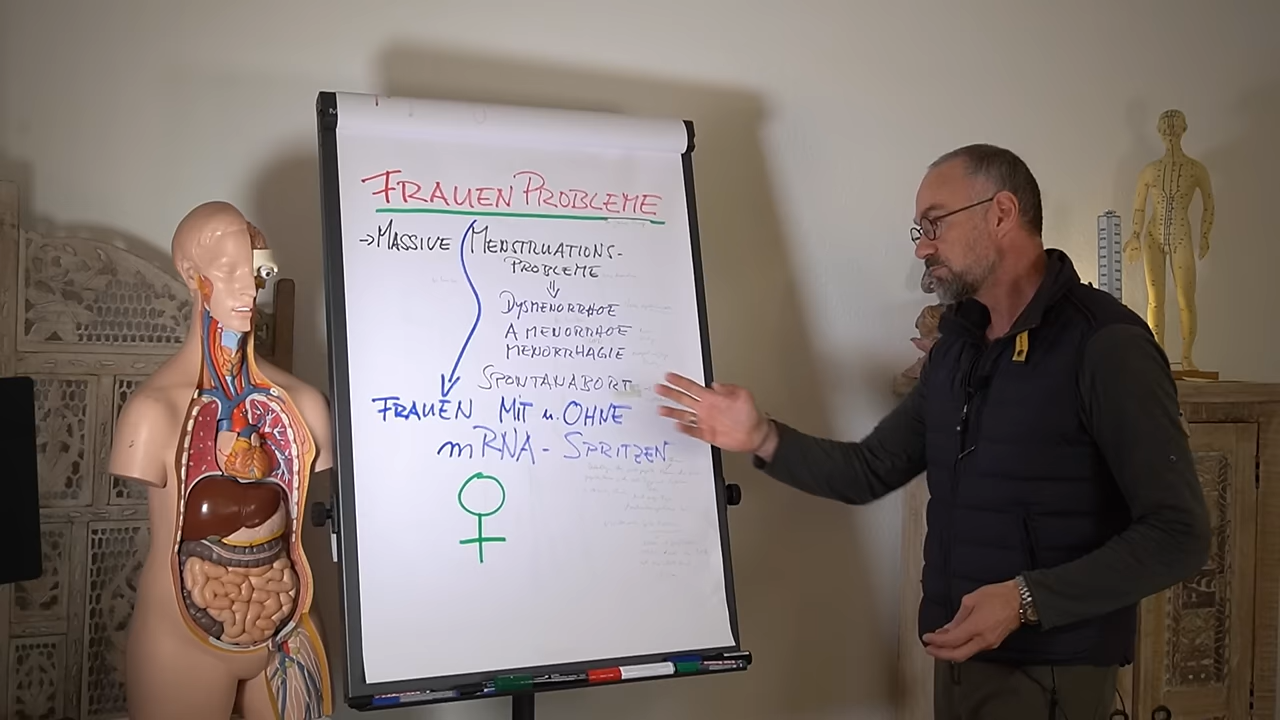 FRAUEN PROBLEME
→ MASSIVE MENSTRUATIONS-
PROBLEME
⇓
DYSMENORRHOE
AMENORRHOE
MENORRHAGIE
SPONTANABORT
FRAUEN MIT u. OHNE
mRNA - SPRITZEN
♀